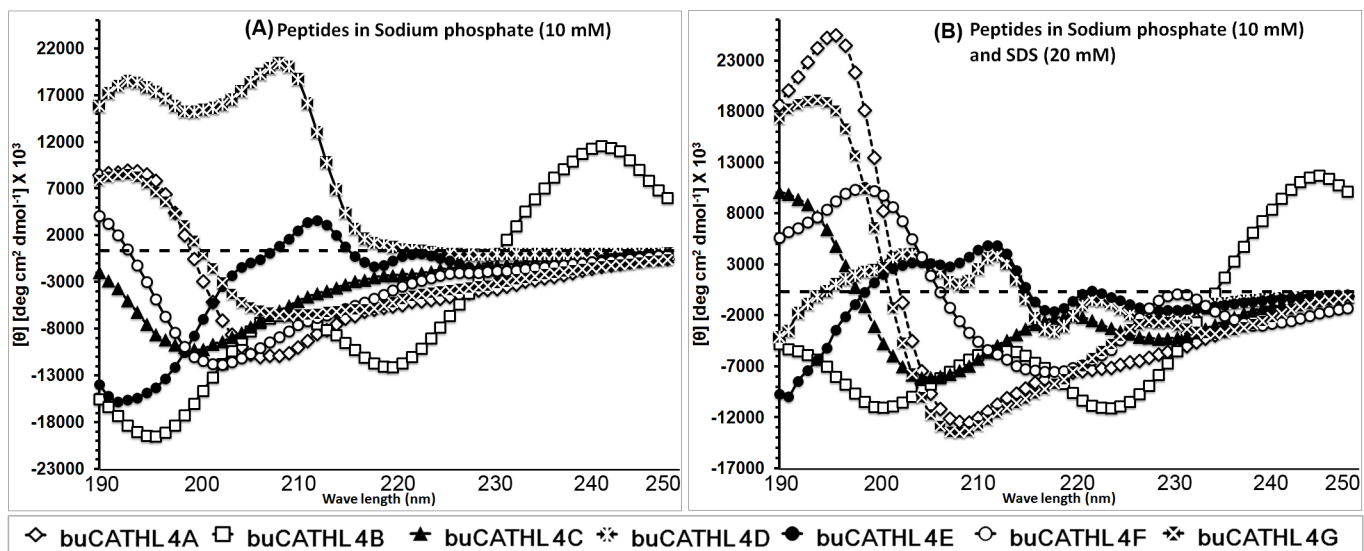 (A) Peptides in Sodium phosphate (10 mM)
[θ] [deg cm² dmol-¹] X 10³
22000
17000
12000
7000
2000
-3000
-8000
-13000
-18000
-23000
190 200 210 220 230 240 250
Wave length (nm)
(B) Peptides in Sodium phosphate (10 mM)
and SDS (20 mM)
[θ] [deg cm² dmol-¹] X 10³
23000
18000
13000
8000
3000
-2000
-7000
-12000
-17000
190 200 210 220 230 240 250
Wave length (nm)
buCATHL4A buCATHL4B buCATHL4C buCATHL4D buCATHL4E buCATHL4F buCATHL4G